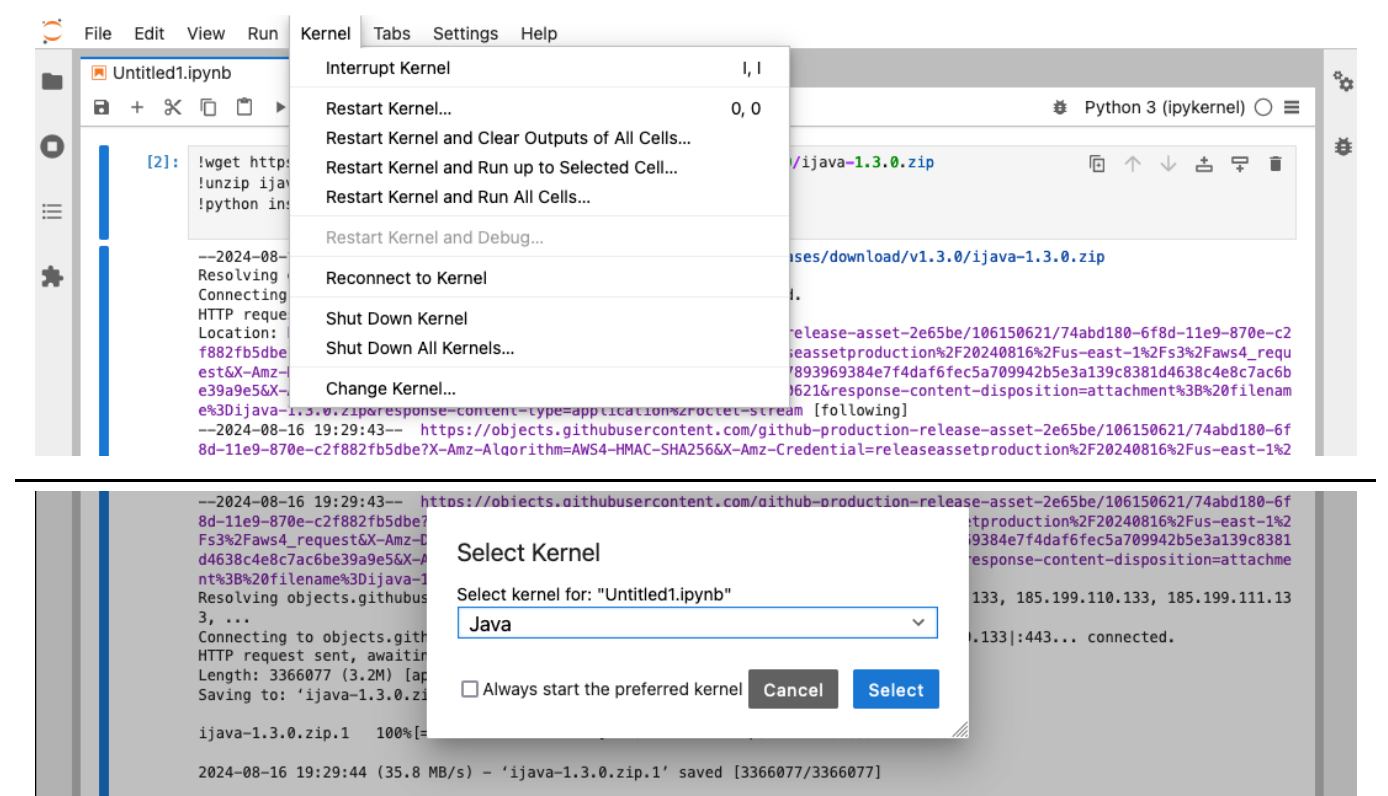 File Edit View Run Kernel Tabs Settings Help
Untitled1.ipynb
Interrupt Kernel I, I
Restart Kernel... 0, 0
Restart Kernel and Clear Outputs of All Cells...
Restart Kernel and Run up to Selected Cell...
Restart Kernel and Run All Cells...
Restart Kernel and Debug...
Reconnect to Kernel
Shut Down Kernel
Shut Down All Kernels...
Change Kernel...
Python 3 (ipykernel)
[2]: !wget https /ijava-1.3.0.zip
!unzip ijav
!python ins
--2024-08- ases/download/v1.3.0/ijava-1.3.0.zip
Resolving
Connecting d.
HTTP reque
Location: release-asset-2e65be/106150621/74abd180-6f8d-11e9-870e-c2
f882fb5dbe seassetproduction%2F20240816%2Fus-east-1%2Fs3%2Faws4_requ
est&X-Amz- 7893969384e7f4daf6fec5a709942b5e3a139c8381d4638c4e8c7ac6b
e39a9e5&X- 0621&response-content-disposition=attachment%3B%20filenam
e%3Dijava-1.3.0.zip&response-content-type=application%2Foctet-stream [following]
--2024-08-16 19:29:43-- https://objects.githubusercontent.com/github-production-release-asset-2e65be/106150621/74abd180-6f
8d-11e9-870e-c2f882fb5dbe?X-Amz-Algorithm=AWS4-HMAC-SHA256&X-Amz-Credential=releaseassetproduction%2F20240816%2Fus-east-1%2
--2024-08-16 19:29:43-- https://objects.githubusercontent.com/github-production-release-asset-2e65be/106150621/74abd180-6f
8d-11e9-870e-c2f882fb5dbe? tproduction%2F20240816%2Fus-east-1%2
Fs3%2Faws4_request&X-Amz-D 69384e7f4daf6fec5a709942b5e3a139c8381
d4638c4e8c7ac6be39a9e5&X-A esponse-content-disposition=attachme
nt%3B%20filename%3Dijava-1
Resolving objects.githubus 133, 185.199.110.133, 185.199.111.13
3, ...
Connecting to objects.gith .133|:443... connected.
HTTP request sent, awaitin
Length: 3366077 (3.2M) [ap
Saving to: ‘ijava-1.3.0.zi
ijava-1.3.0.zip.1 100%[=
2024-08-16 19:29:44 (35.8 MB/s) - ‘ijava-1.3.0.zip.1’ saved [3366077/3366077]
Select Kernel
Select kernel for: "Untitled1.ipynb"
Java
Always start the preferred kernel Cancel Select